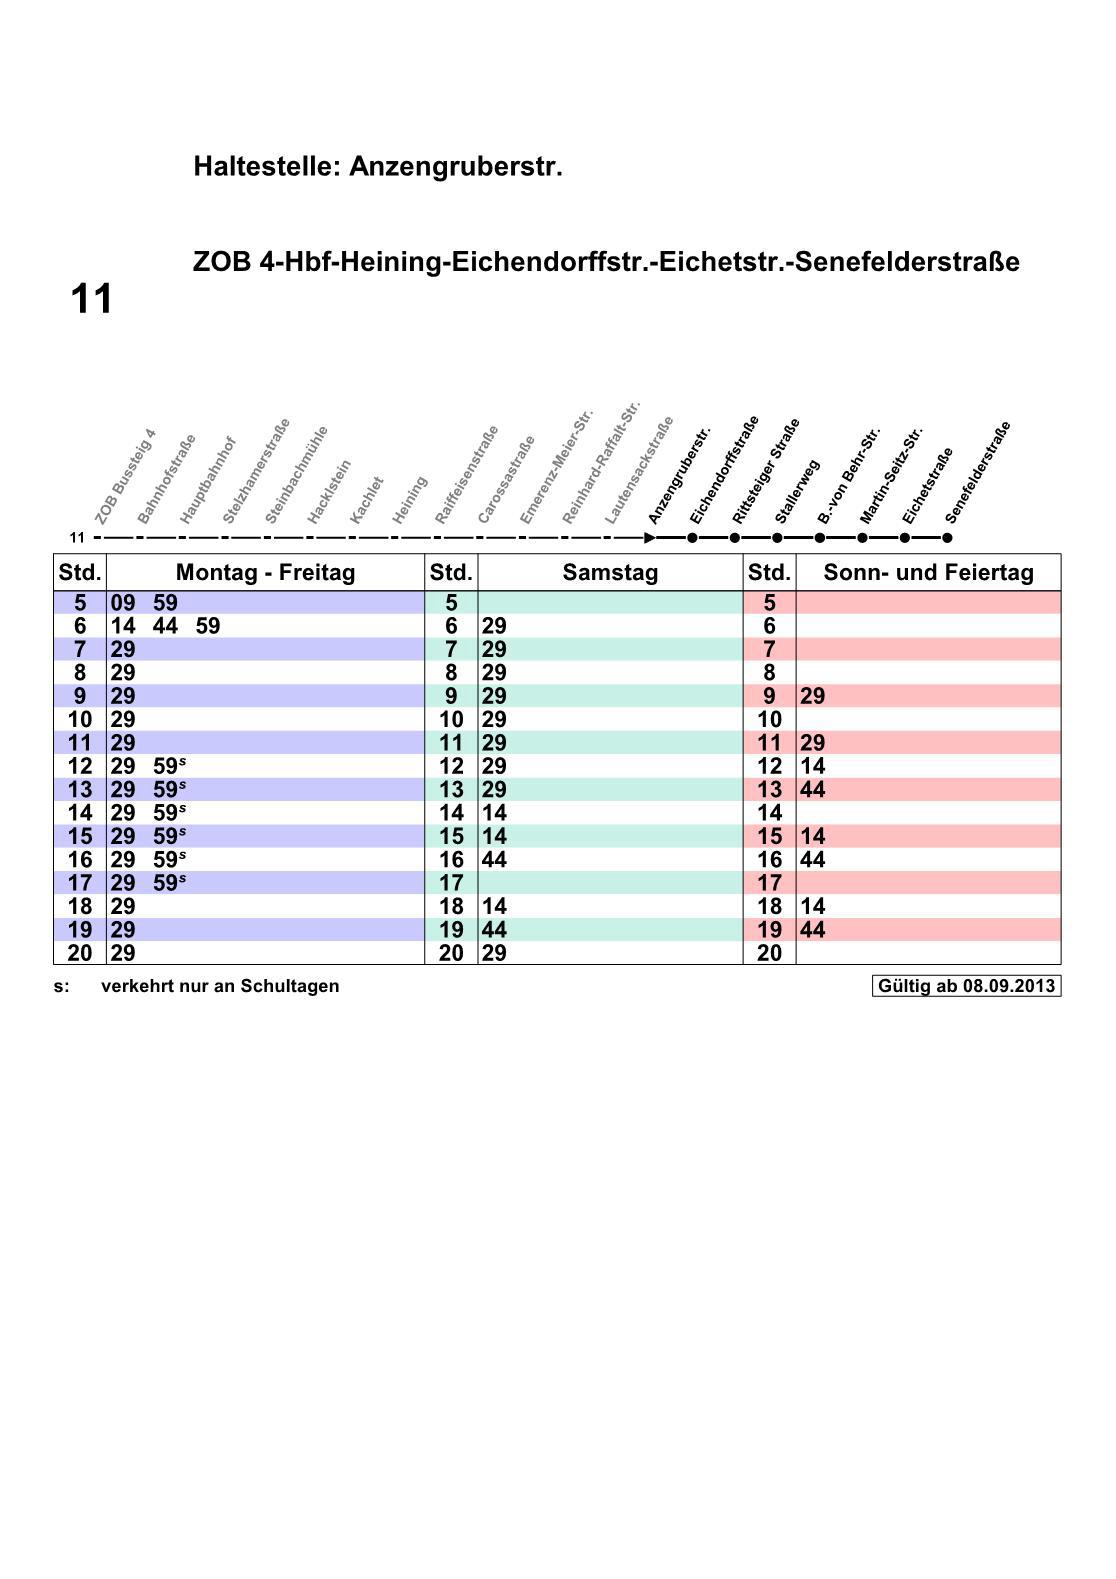 Haltestelle: Anzengruberstr.
ZOB 4-Hbf-Heining-Eichendorffstr.-Eichetstr.-Senefelderstraße
11
ZOB Bussteig 4
Bahnhofstraße
Hauptbahnhof
Stelzhamerstraße
Steinbachmühle
Hacklstein
Kachlet
Heining
Raiffeisenstraße
Carossastraße
Emerenz-Meier-Str.
Reinhard-Raffalt-Str.
Lautensackstraße
Anzengruberstr.
Eichendorffstraße
Rittsteiger Straße
Stallerweg
B.-von Behr-Str.
Martin-Seitz-Str.
Eichetstraße
Senefelderstraße
11
Std. Montag - Freitag Std. Samstag Std. Sonn- und Feiertag
5 09 59 5 5
6 14 44 59 6 29 6
7 29 7 29 7
8 29 8 29 8
9 29 9 29 9 29
10 29 10 29 10
11 29 11 29 11 29
12 29 59s 12 29 12 14
13 29 59s 13 29 13 44
14 29 59s 14 14 14
15 29 59s 15 14 15 14
16 29 59s 16 44 16 44
17 29 59s 17 17
18 29 18 14 18 14
19 29 19 44 19 44
20 29 20 29 20
s: verkehrt nur an Schultagen Gültig ab 08.09.2013